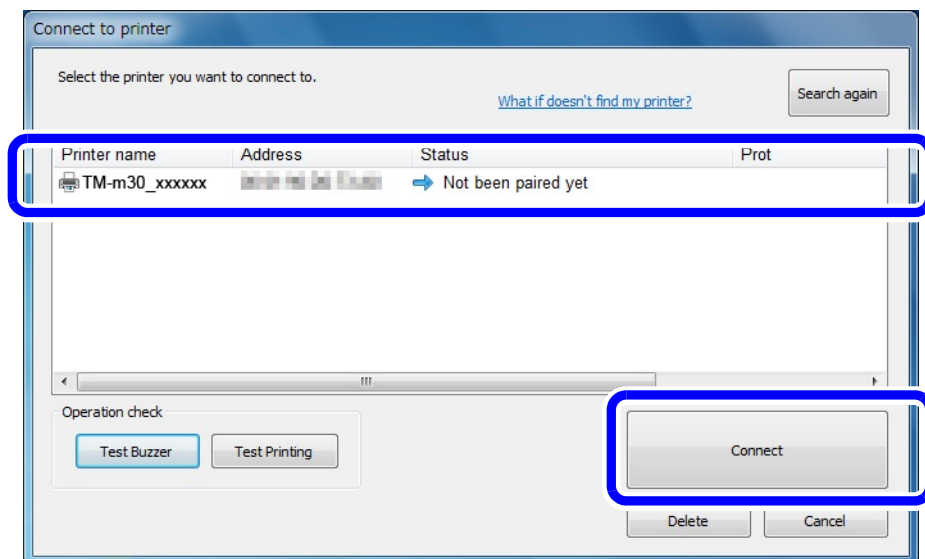 Connect to printer
Select the printer you want to connect to.
What if doesn't find my printer?
Search again
Printer name Address Status Prot
TM-m30_xxxxxx Not been paired yet
Operation check
Test Buzzer Test Printing
Connect
Delete Cancel